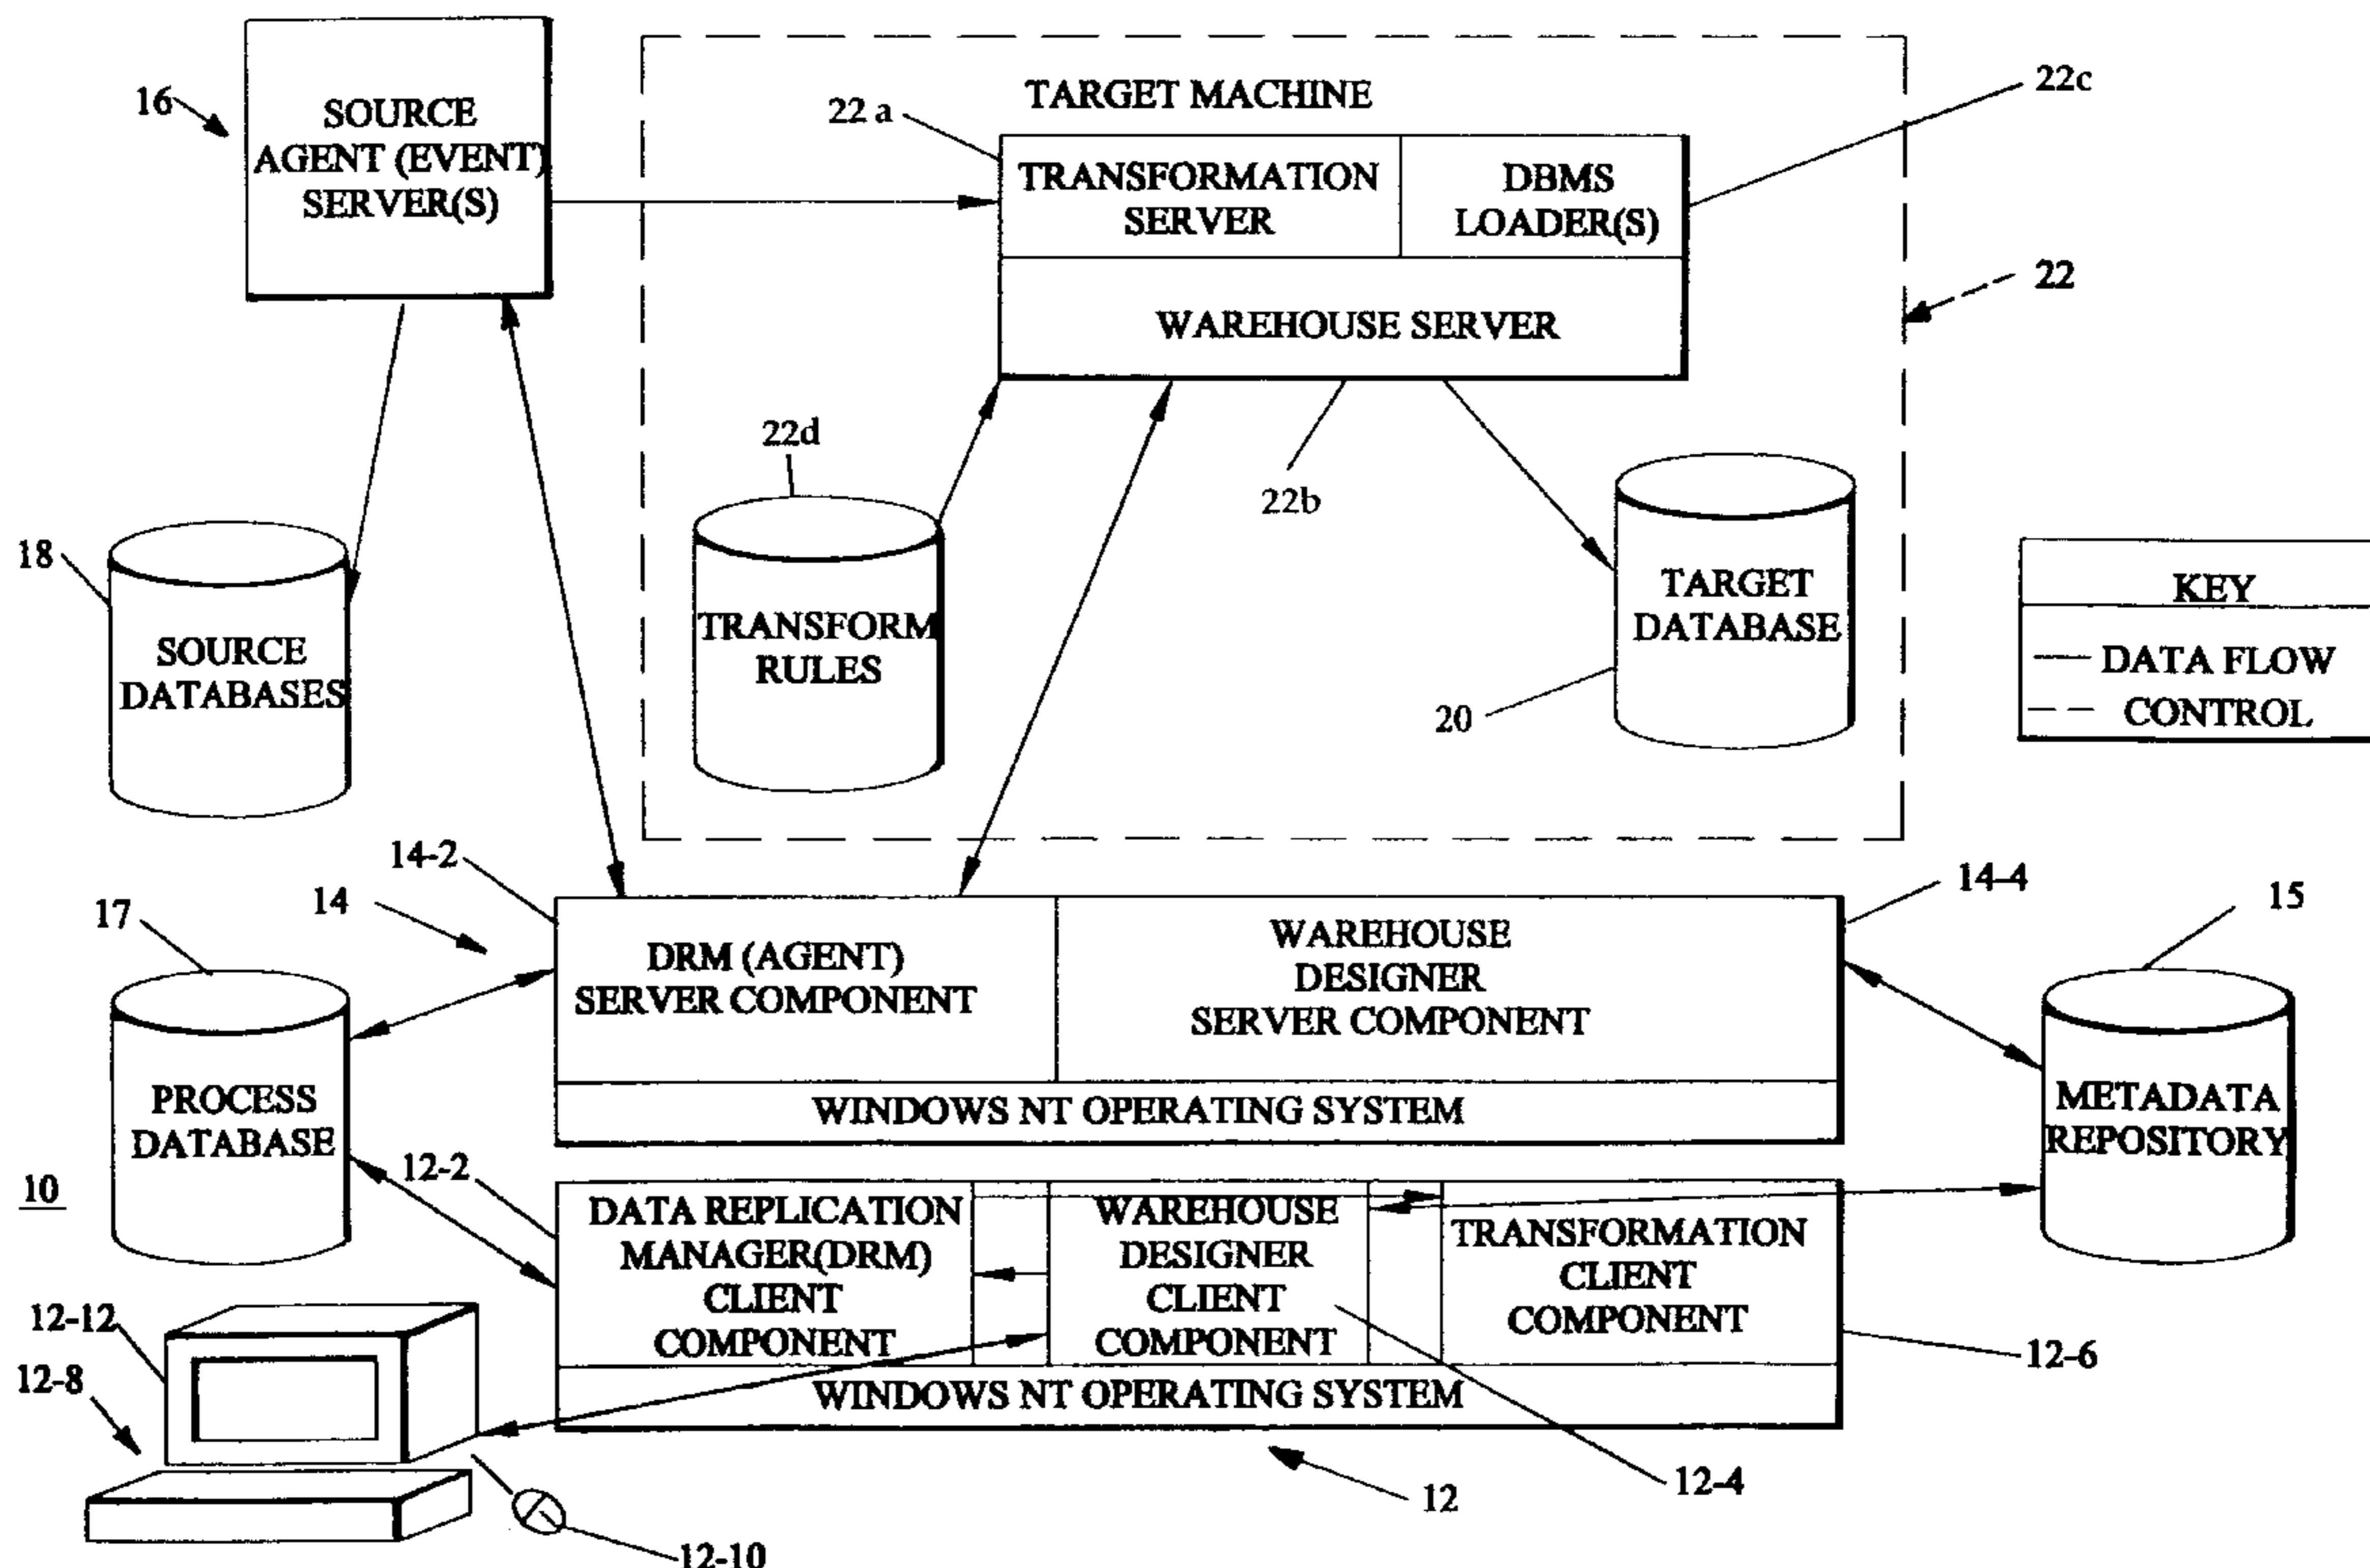 16
SOURCE
AGENT (EVENT)
SERVER(S)
TARGET MACHINE
22 a
22c
TRANSFORMATION
SERVER
DBMS
LOADER(S)
WAREHOUSE SERVER
22
22d
22b
18
SOURCE
DATABASES
TRANSFORM
RULES
TARGET
DATABASE
20
KEY
DATA FLOW
CONTROL
14-2
14
14-4
15
17
DRM (AGENT)
SERVER COMPONENT
WAREHOUSE
DESIGNER
SERVER COMPONENT
WINDOWS NT OPERATING SYSTEM
PROCESS
DATABASE
METADATA
REPOSITORY
10
12-2
DATA REPLICATION
MANAGER(DRM)
CLIENT
COMPONENT
WAREHOUSE
DESIGNER
CLIENT
COMPONENT
TRANSFORMATION
CLIENT
COMPONENT
WINDOWS NT OPERATING SYSTEM
12-12
12-8
12-6
12-4
12
12-10